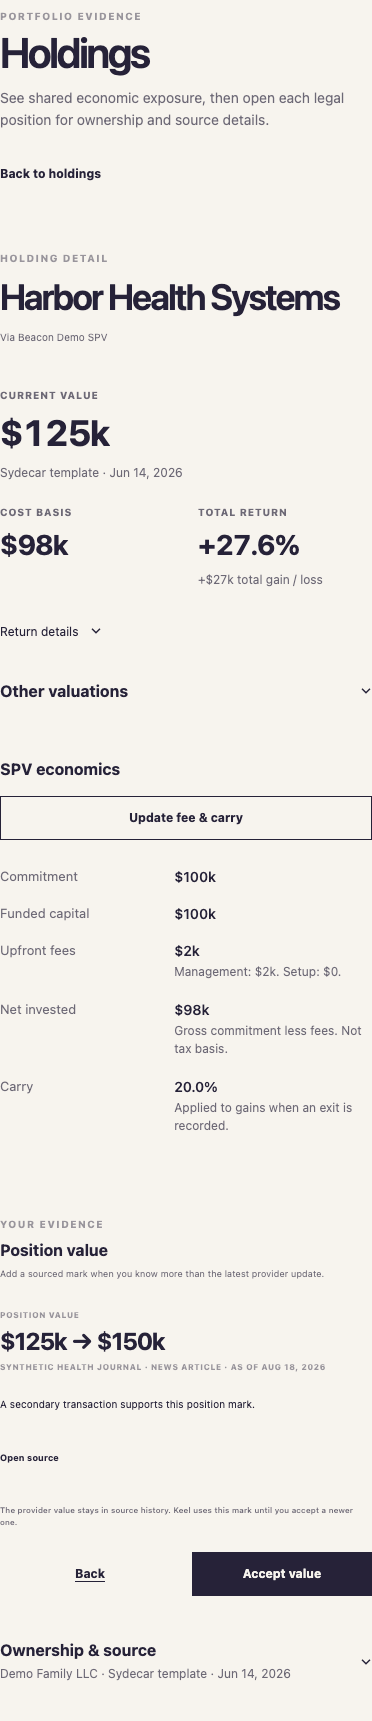 PORTFOLIO EVIDENCE
Holdings
See shared economic exposure, then open each legal
position for ownership and source details.
Back to holdings
HOLDING DETAIL
Harbor Health Systems
Via Beacon Demo SPV
CURRENT VALUE
$125k
Sydecar template · Jun 14, 2026
COST BASIS
$98k
TOTAL RETURN
+27.6%
+$27k total gain / loss
Return details
Other valuations
SPV economics
Update fee & carry
Commitment
$100k
Funded capital
$100k
Upfront fees
$2k
Management: $2k. Setup: $0.
Net invested
$98k
Gross commitment less fees. Not
tax basis.
Carry
20.0%
Applied to gains when an exit is
recorded.
YOUR EVIDENCE
Position value
Add a sourced mark when you know more than the latest provider update.
POSITION VALUE
$125k → $150k
SYNTHETIC HEALTH JOURNAL · NEWS ARTICLE · AS OF AUG 18, 2026
A secondary transaction supports this position mark.
Open source
The provider value stays in source history. Keel uses this mark until you accept a newer
one.
Back
Accept value
Ownership & source
Demo Family LLC · Sydecar template · Jun 14, 2026